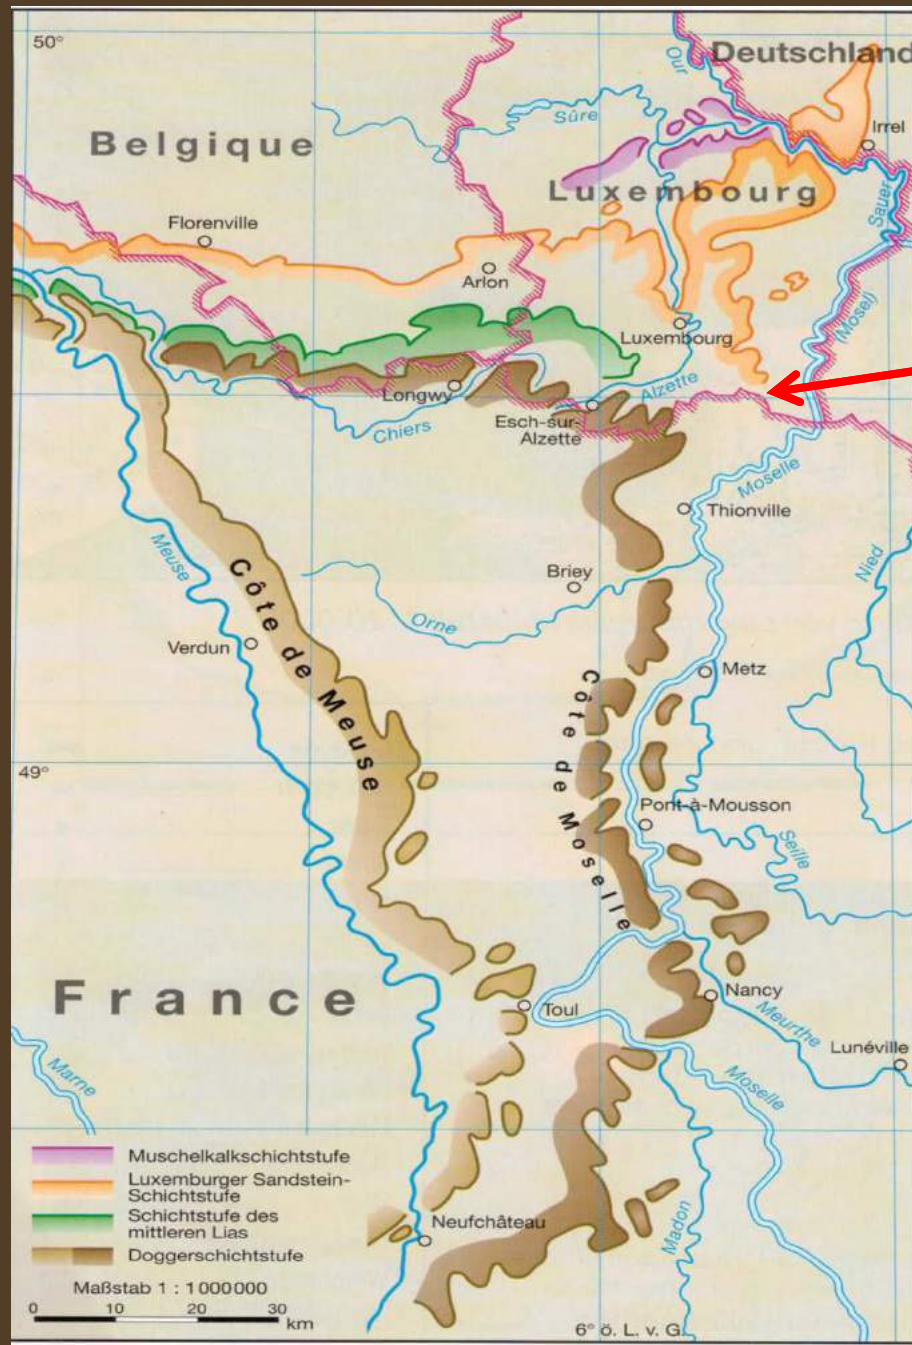 50°
Deutschland
Our
Sûre
Irrel
Belgique
Luxembourg
Sauer
Florenville
Arlon
(Mosel)
Luxembourg
Longwy
Alzette
Chiers
Esch-sur-
Alzette
Moselle
Thionville
Meuse
Nied
Briey
Orne
Côte de Meuse
Verdun
Metz
Côte de Moselle
49°
Pont-à-Mousson
Seille
France
Toul
Nancy
Meurthe
Lunéville
Marne
Moselle
Muschelkalkschichtstufe
Luxemburger Sandstein-
Schichtstufe
Schichtstufe des
mittleren Lias
Doggerschichtstufe
Neufchâteau
Madon
Maßstab 1 : 1000000
0 10 20 30
km
6° ö. L. v. G.